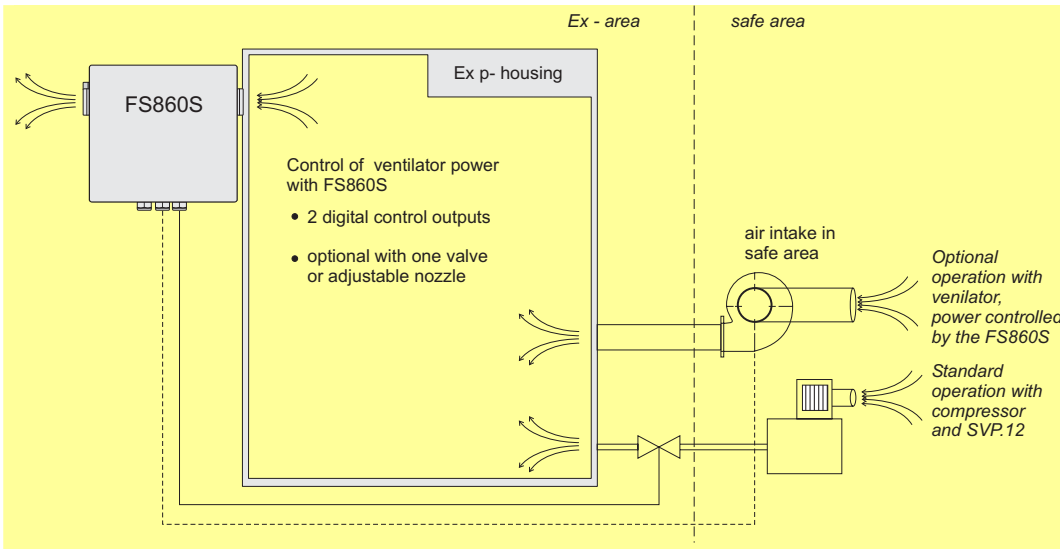 Ex - area
safe area
Ex p- housing
FS860S
Control of ventilator power
with FS860S
• 2 digital control outputs
• optional with one valve
or adjustable nozzle
air intake in
safe area
Optional
operation with
venilator,
power controlled
by the FS860S
Standard
operation with
compressor
and SVP.12